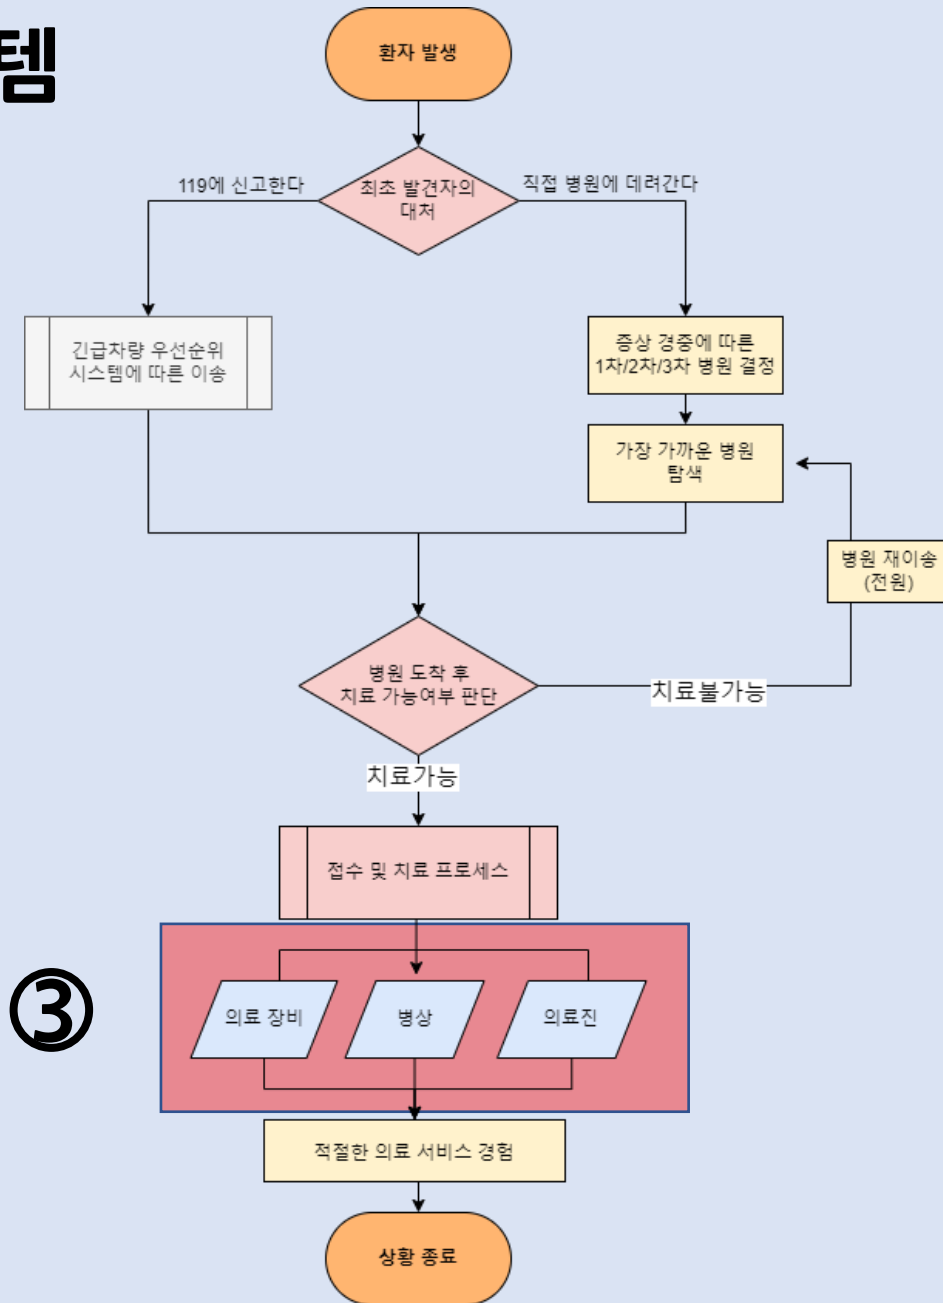 템
환자 발생
119에 신고한다
최초 발견자의
대처
직접 병원에 데려간다
긴급차량 우선순위
시스템에 따른 이송
증상 경중에 따른
1차/2차/3차 병원 결정
가장 가까운 병원
탐색
병원 재이송
(전원)
병원 도착 후
치료 가능여부 판단
치료불가능
치료가능
접수 및 치료 프로세스
③
의료 장비
병상
의료진
적절한 의료 서비스 경험
상황 종료